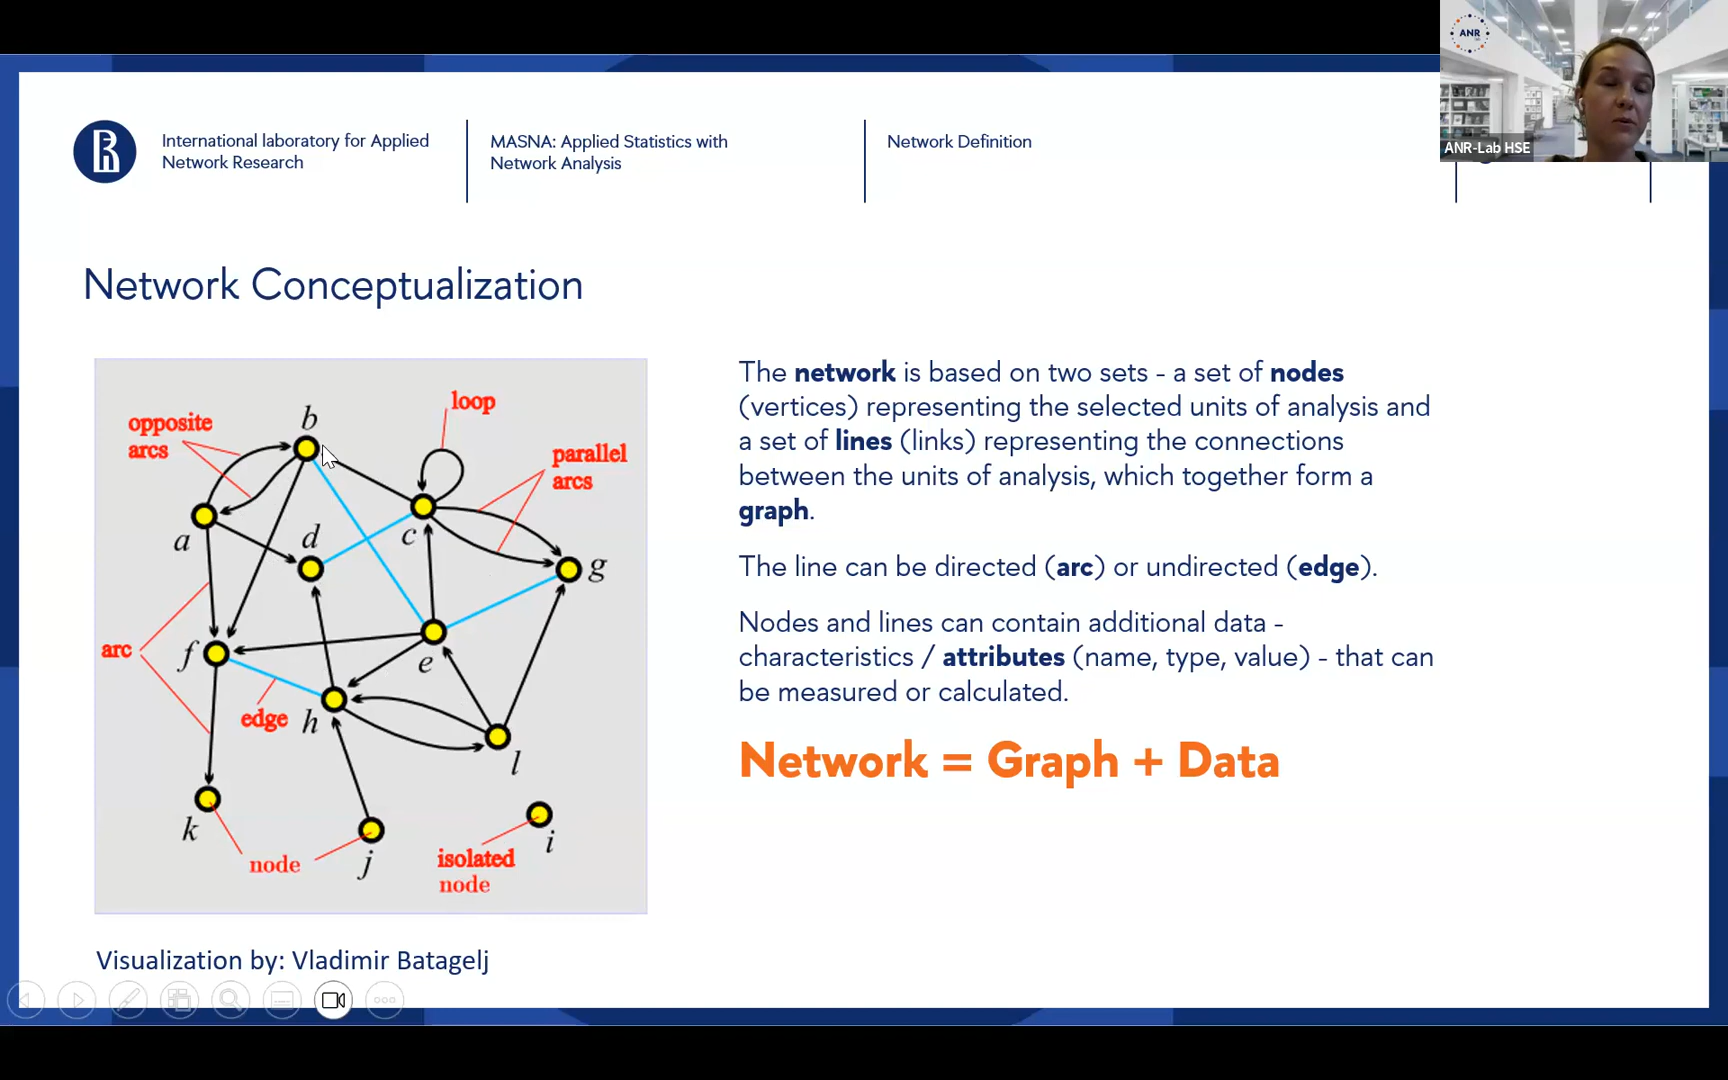 ANR
ANR-Lab HSE
International laboratory for Applied
Network Research
MASNA: Applied Statistics with
Network Analysis
Network Definition
Network Conceptualization
loop
opposite
arcs
b
parallel
arcs
a
d
c
g
arc
f
e
edge
h
l
k
node
j
isolated
node
i
Visualization by: Vladimir Batagelj
The network is based on two sets - a set of nodes
(vertices) representing the selected units of analysis and
a set of lines (links) representing the connections
between the units of analysis, which together form a
graph.
The line can be directed (arc) or undirected (edge).
Nodes and lines can contain additional data -
characteristics / attributes (name, type, value) - that can
be measured or calculated.
Network = Graph + Data